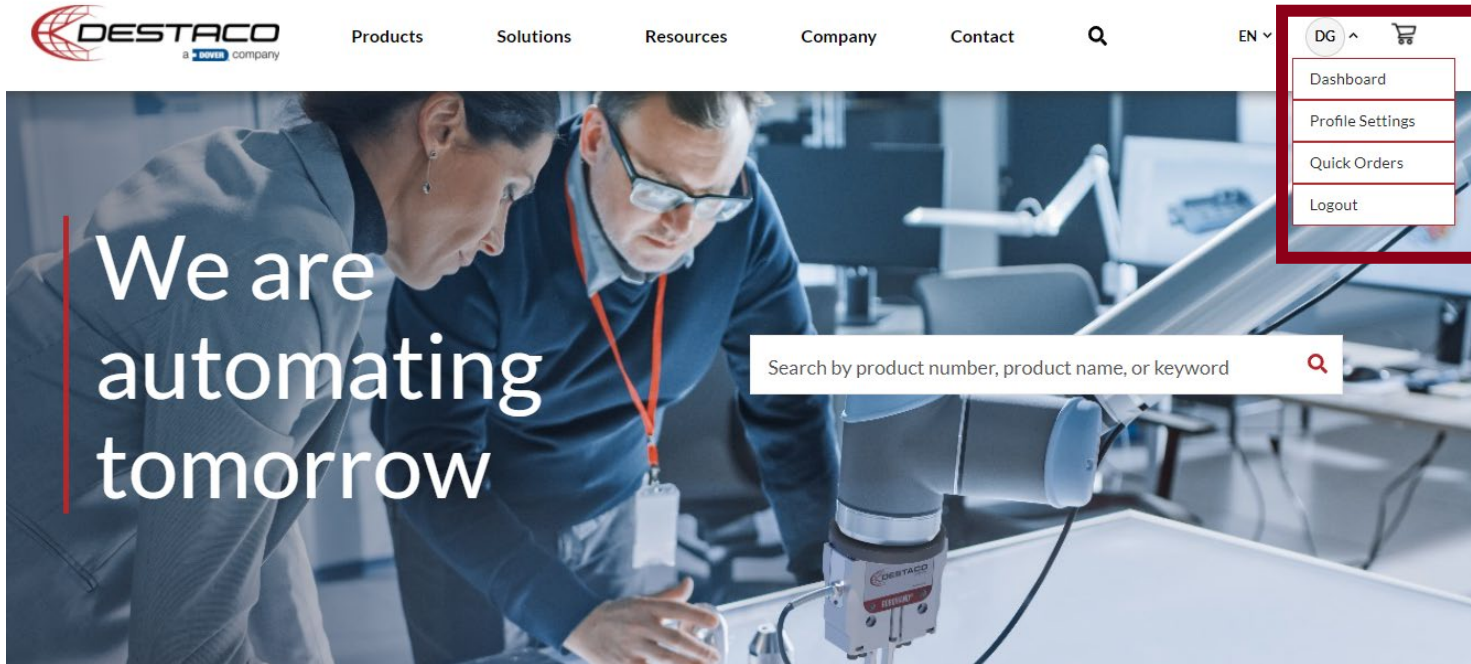 DESTACO
a DOVER company
Products Solutions Resources Company Contact EN DG
Dashboard
Profile Settings
Quick Orders
Logout
We are
automating
tomorrow
Search by product number, product name, or keyword
DESTACO